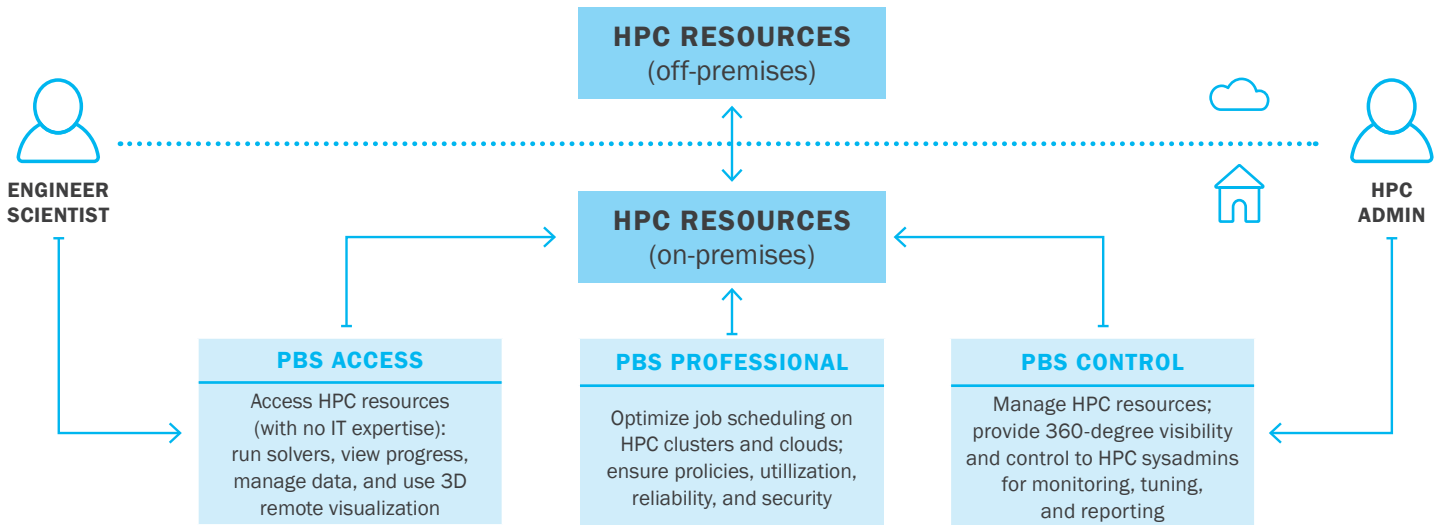 HPC RESOURCES
(off-premises)
ENGINEER
SCIENTIST
HPC
ADMIN
HPC RESOURCES
(on-premises)
PBS ACCESS
Access HPC resources
(with no IT expertise):
run solvers, view progress,
manage data, and use 3D
remote visualization
PBS PROFESSIONAL
Optimize job scheduling on
HPC clusters and clouds;
ensure prolicies, utillization,
reliability, and security
PBS CONTROL
Manage HPC resources;
provide 360-degree visibility
and control to HPC sysadmins
for monitoring, tuning,
and reporting